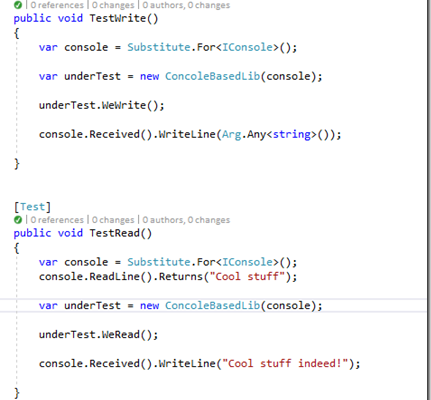 | 0 references | 0 changes | 0 authors, 0 changes
public void TestWrite()
{
var console = Substitute.For<IConsole>();
var underTest = new ConcoleBasedLib(console);
underTest.WeWrite();
console.Received().WriteLine(Arg.Any<string>());
}
[Test]
| 0 references | 0 changes | 0 authors, 0 changes
public void TestRead()
{
var console = Substitute.For<IConsole>();
console.ReadLine().Returns("Cool stuff");
var underTest = new ConcoleBasedLib(console);
underTest.WeRead();
console.Received().WriteLine("Cool stuff indeed!");
}